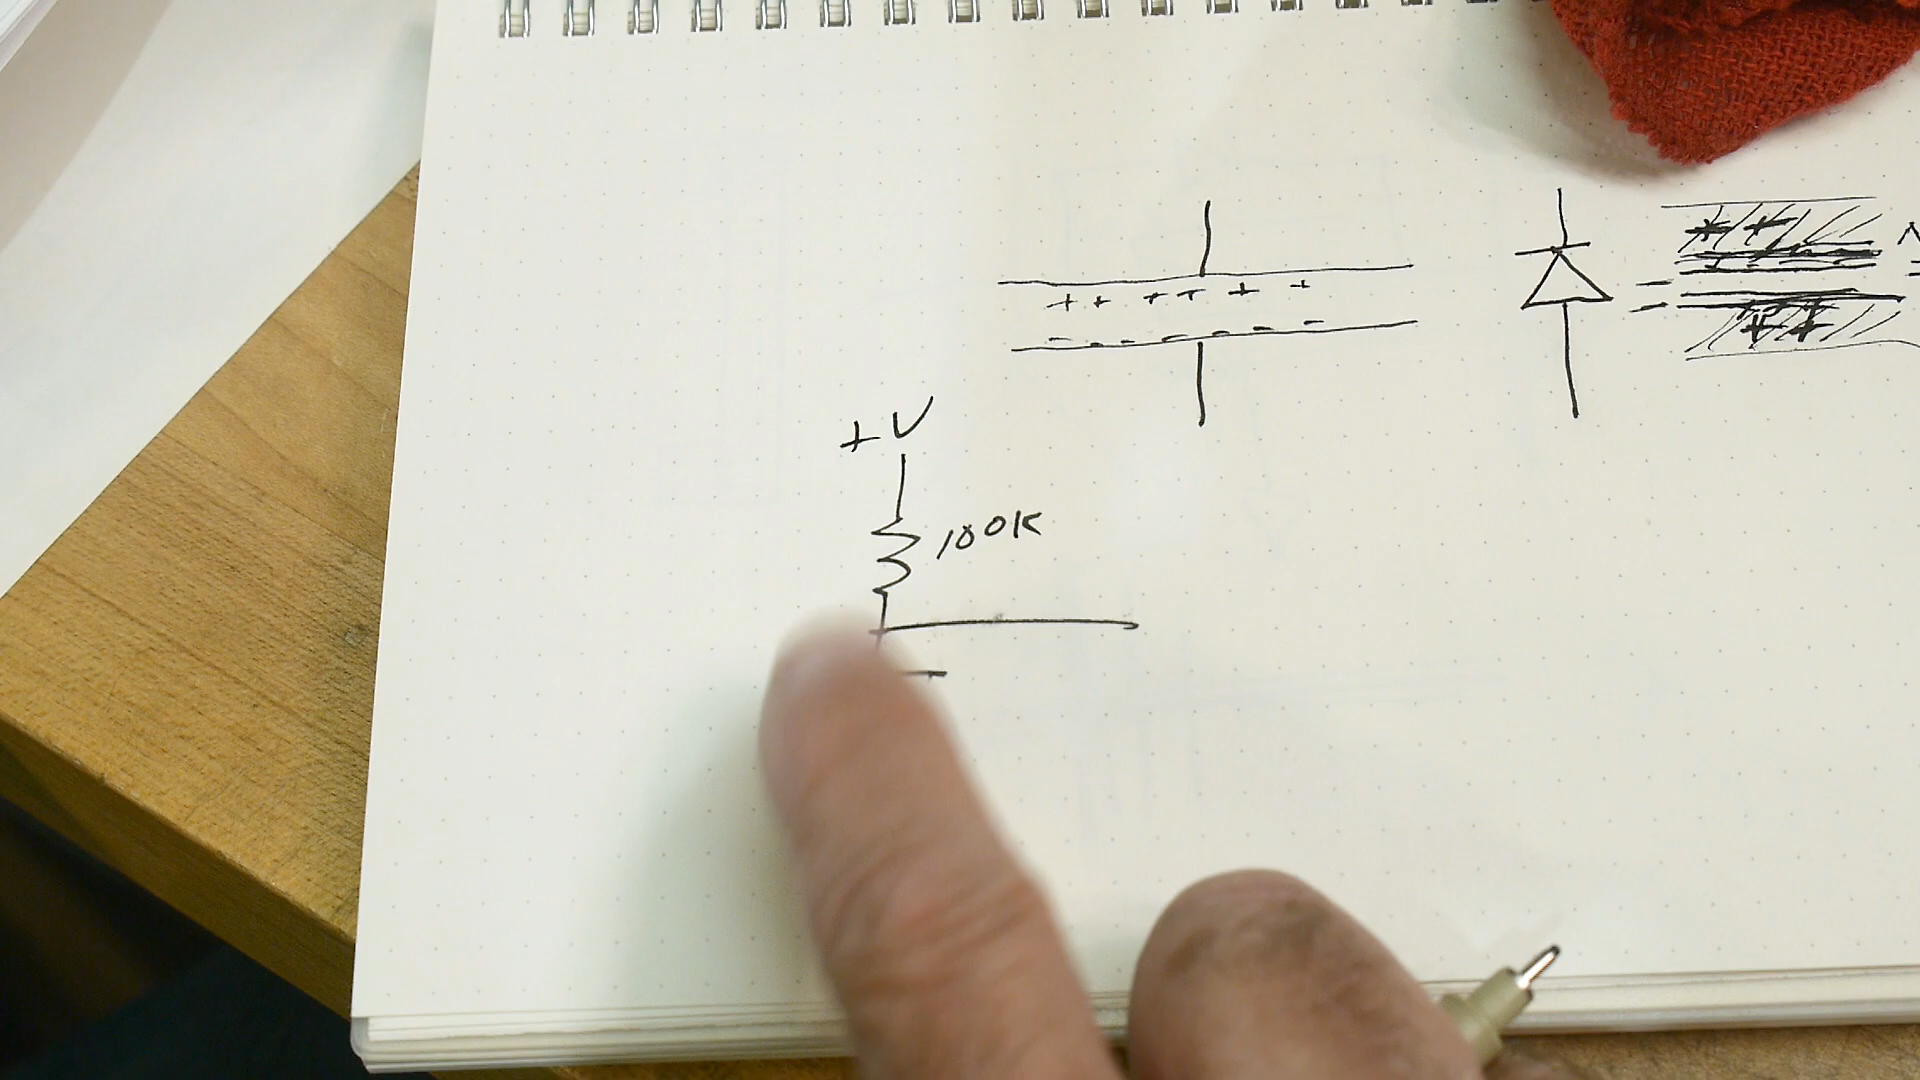 + + + + + +
- - - - - - -
+V
100K